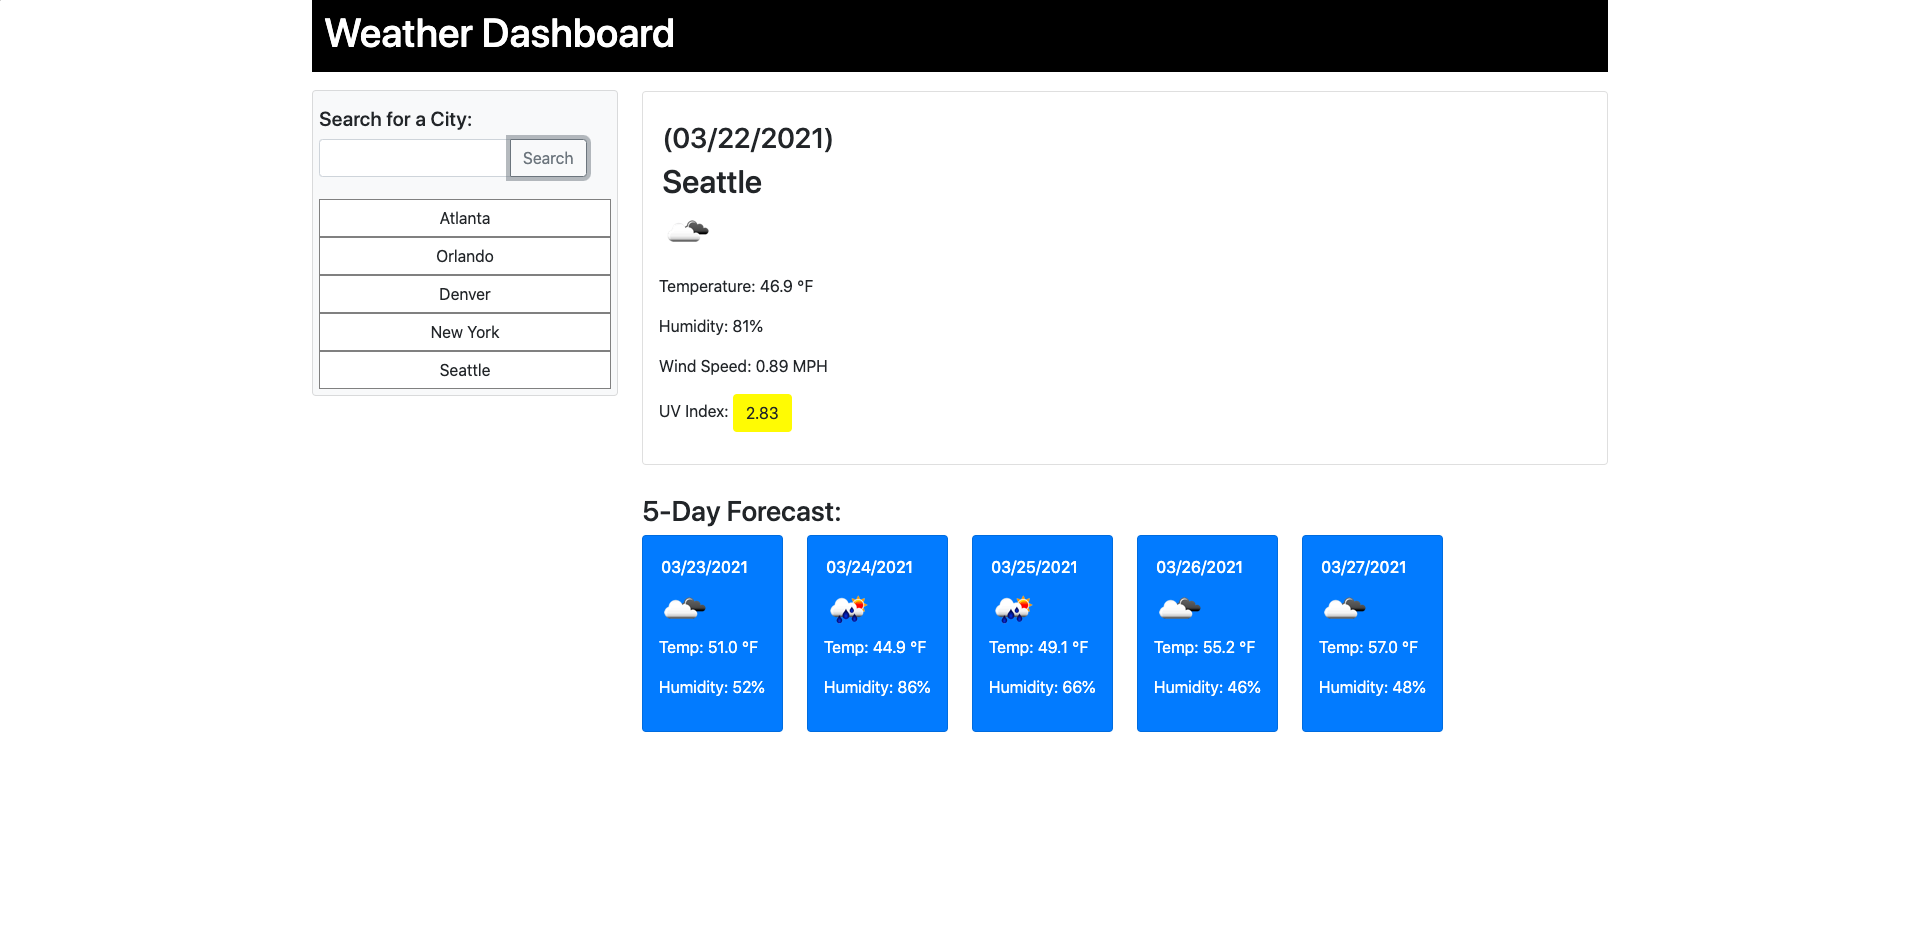 Weather Dashboard
Search for a City:
Search
Atlanta
Orlando
Denver
New York
Seattle
(03/22/2021)
Seattle
Temperature: 46.9 °F
Humidity: 81%
Wind Speed: 0.89 MPH
UV Index: 2.83
5-Day Forecast:
03/23/2021
Temp: 51.0 °F
Humidity: 52%
03/24/2021
Temp: 44.9 °F
Humidity: 86%
03/25/2021
Temp: 49.1 °F
Humidity: 66%
03/26/2021
Temp: 55.2 °F
Humidity: 46%
03/27/2021
Temp: 57.0 °F
Humidity: 48%